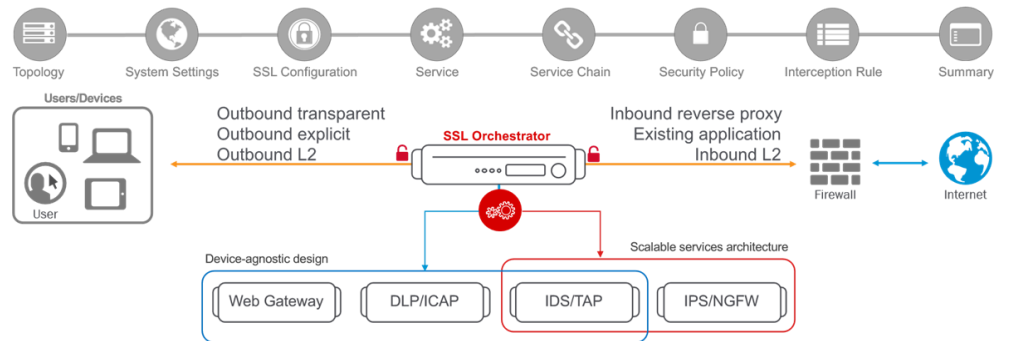 Topology
System Settings
SSL Configuration
Service
Service Chain
Security Policy
Interception Rule
Summary
Users/Devices
User
Outbound transparent
Outbound explicit
Outbound L2
SSL Orchestrator
Inbound reverse proxy
Existing application
Inbound L2
Firewall
Internet
Device-agnostic design
Scalable services architecture
Web Gateway
DLP/ICAP
IDS/TAP
IPS/NGFW